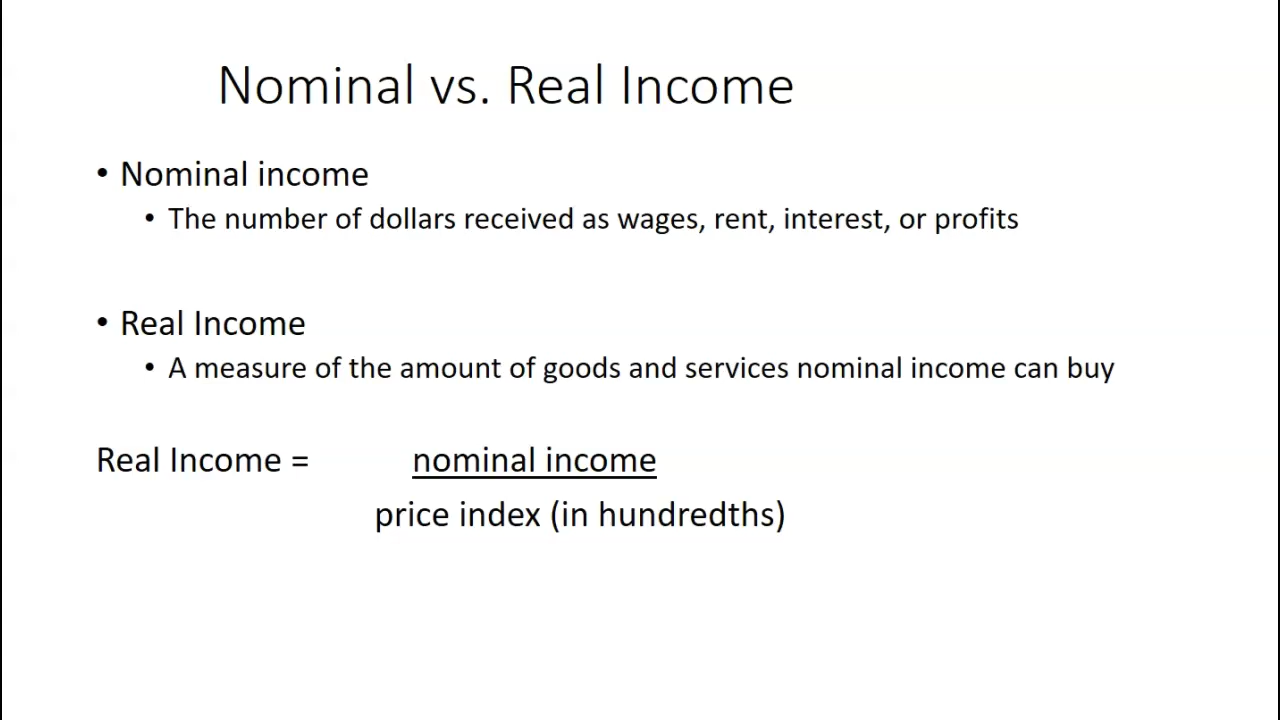 Nominal vs. Real Income
• Nominal income
• The number of dollars received as wages, rent, interest, or profits
• Real Income
• A measure of the amount of goods and services nominal income can buy
Real Income = nominal income
price index (in hundredths)